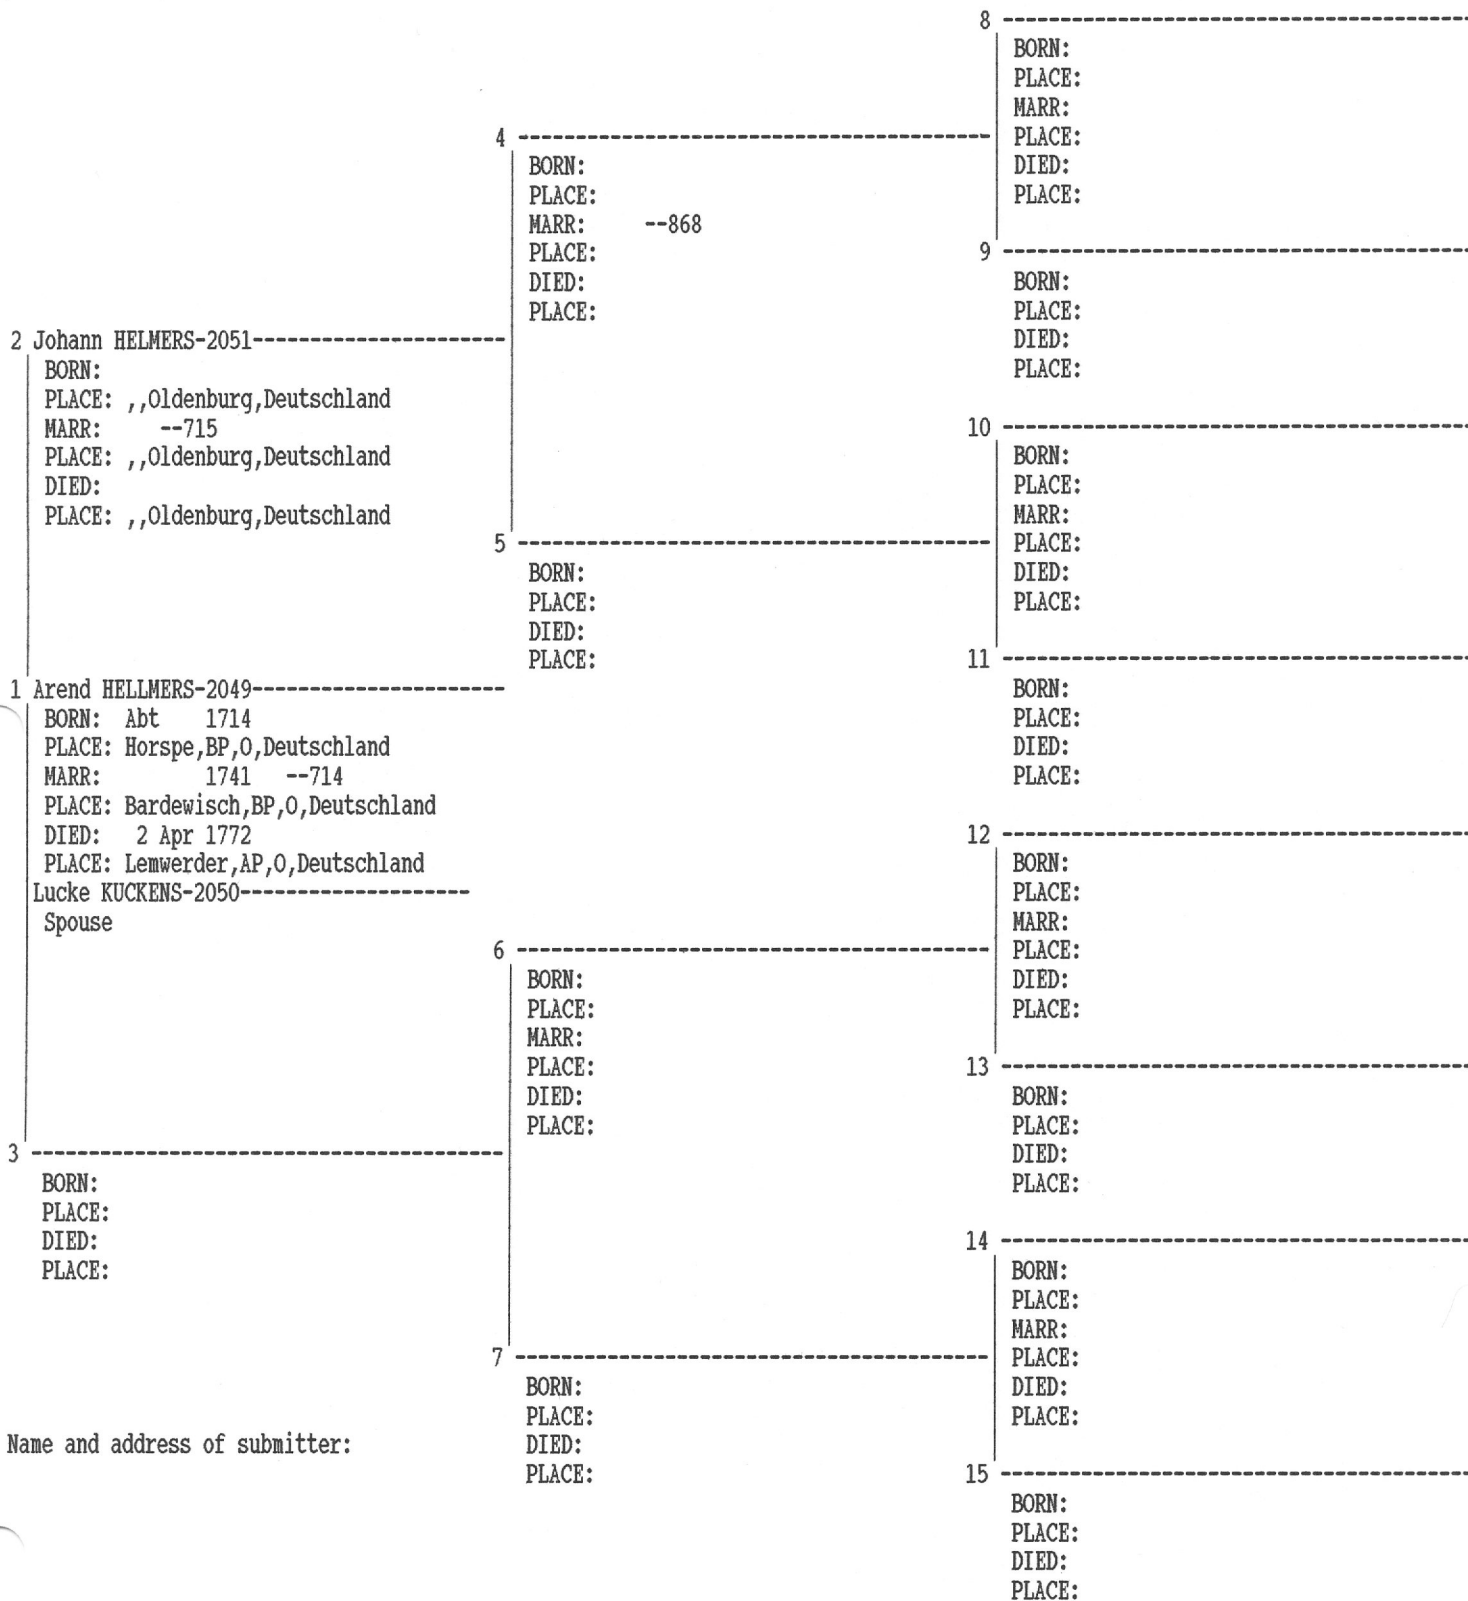 8 --------------------------------
BORN:
PLACE:
MARR:
PLACE:
DIED:
PLACE:
4 --------------------------------
BORN:
PLACE:
MARR: --868
PLACE:
DIED:
PLACE:
9 --------------------------------
BORN:
PLACE:
DIED:
PLACE:
2 Johann HELMERS-2051----------------------
BORN:
PLACE: ,,Oldenburg,Deutschland
MARR: --715
PLACE: ,,Oldenburg,Deutschland
DIED:
PLACE: ,,Oldenburg,Deutschland
10 --------------------------------
BORN:
PLACE:
MARR:
PLACE:
DIED:
PLACE:
5 --------------------------------
BORN:
PLACE:
DIED:
PLACE:
11 --------------------------------
BORN:
PLACE:
DIED:
PLACE:
1 Arend HELLMERS-2049----------------------
BORN: Abt 1714
PLACE: Horspe,BP,O,Deutschland
MARR: 1741 --714
PLACE: Bardewisch,BP,O,Deutschland
DIED: 2 Apr 1772
PLACE: Lemwerder,AP,O,Deutschland
Lucke KUCKENS-2050--------------------
Spouse
12 --------------------------------
BORN:
PLACE:
MARR:
PLACE:
DIED:
PLACE:
6 --------------------------------
BORN:
PLACE:
MARR:
PLACE:
DIED:
PLACE:
13 --------------------------------
BORN:
PLACE:
DIED:
PLACE:
3 --------------------------------
BORN:
PLACE:
DIED:
PLACE:
14 --------------------------------
BORN:
PLACE:
MARR:
PLACE:
DIED:
PLACE:
7 --------------------------------
BORN:
PLACE:
DIED:
PLACE:
15 --------------------------------
BORN:
PLACE:
DIED:
PLACE:
Name and address of submitter: